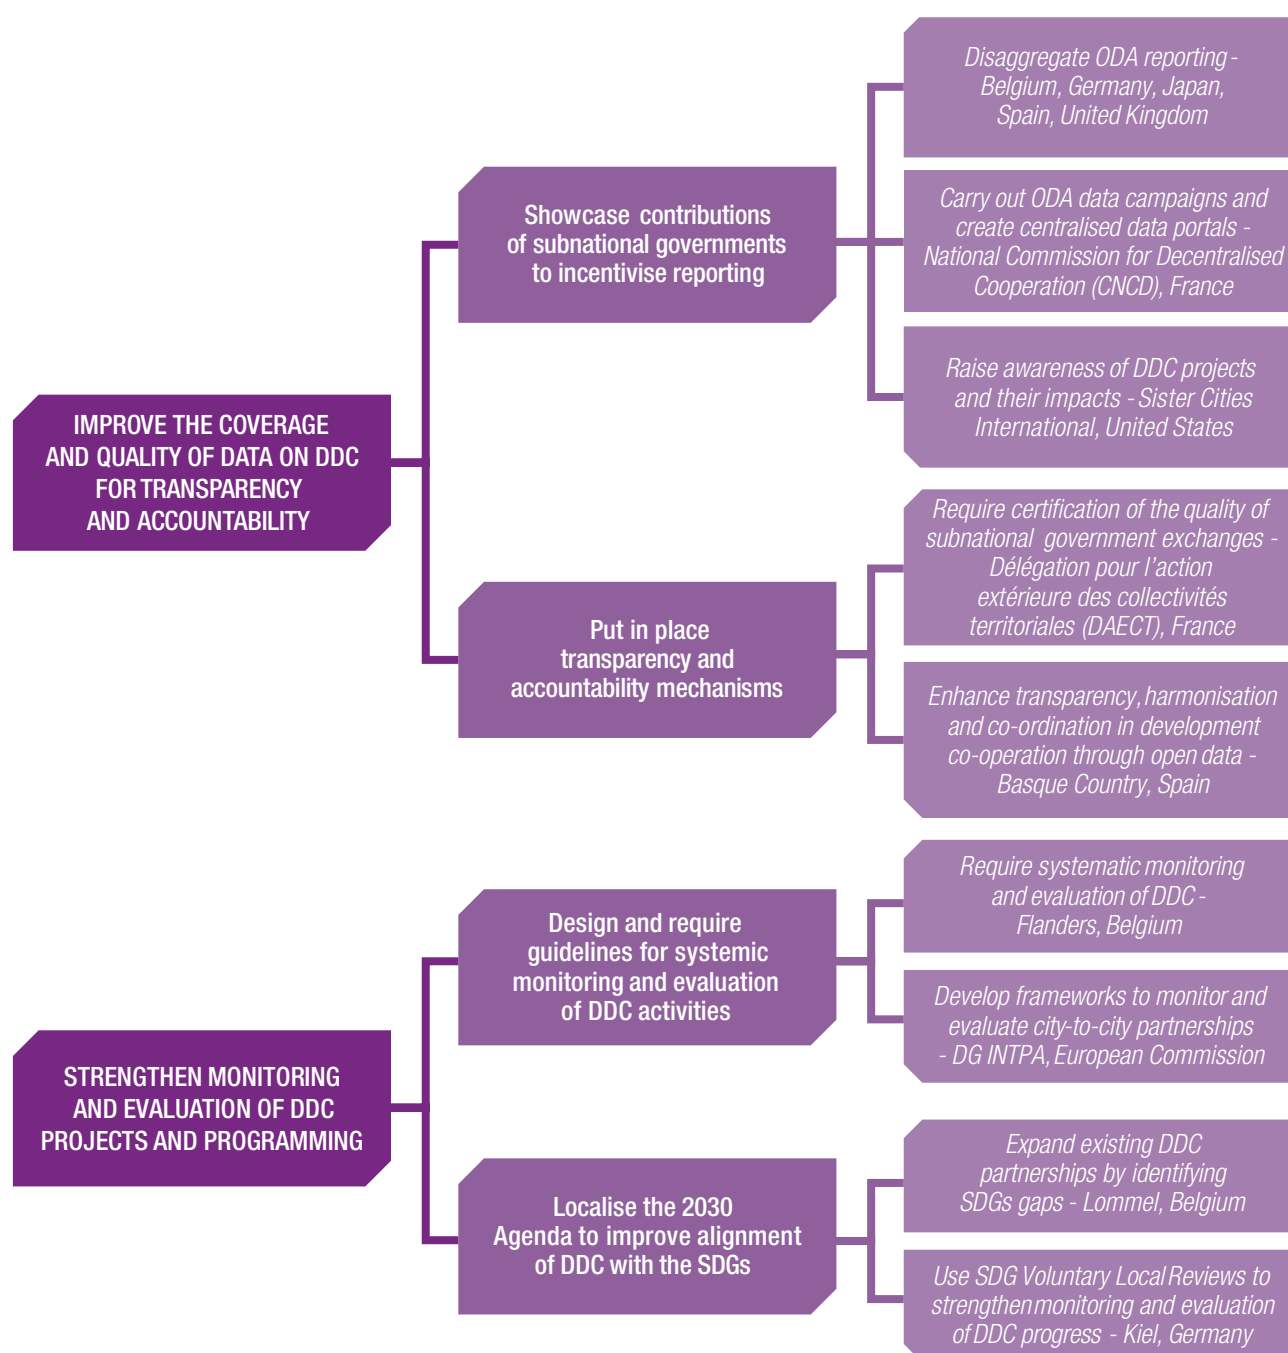 IMPROVE THE COVERAGE
AND QUALITY OF DATA ON DDC
FOR TRANSPARENCY
AND ACCOUNTABILITY
Showcase contributions
of subnational governments
to incentivise reporting
Disaggregate ODA reporting -
Belgium, Germany, Japan,
Spain, United Kingdom
Carry out ODA data campaigns and
create centralised data portals -
National Commission for Decentralised
Cooperation (CNCD), France
Raise awareness of DDC projects
and their impacts - Sister Cities
International, United States
Put in place
transparency and
accountability mechanisms
Require certification of the quality of
subnational government exchanges -
Délégation pour l'action
extérieure des collectivités
territoriales (DAECT), France
Enhance transparency, harmonisation
and co-ordination in development
co-operation through open data -
Basque Country, Spain
STRENGTHEN MONITORING
AND EVALUATION OF DDC
PROJECTS AND PROGRAMMING
Design and require
guidelines for systemic
monitoring and evaluation
of DDC activities
Require systematic monitoring
and evaluation of DDC -
Flanders, Belgium
Develop frameworks to monitor and
evaluate city-to-city partnerships
- DG INTPA, European Commission
Localise the 2030
Agenda to improve alignment
of DDC with the SDGs
Expand existing DDC
partnerships by identifying
SDGs gaps - Lommel, Belgium
Use SDG Voluntary Local Reviews to
strengthen monitoring and evaluation
of DDC progress - Kiel, Germany